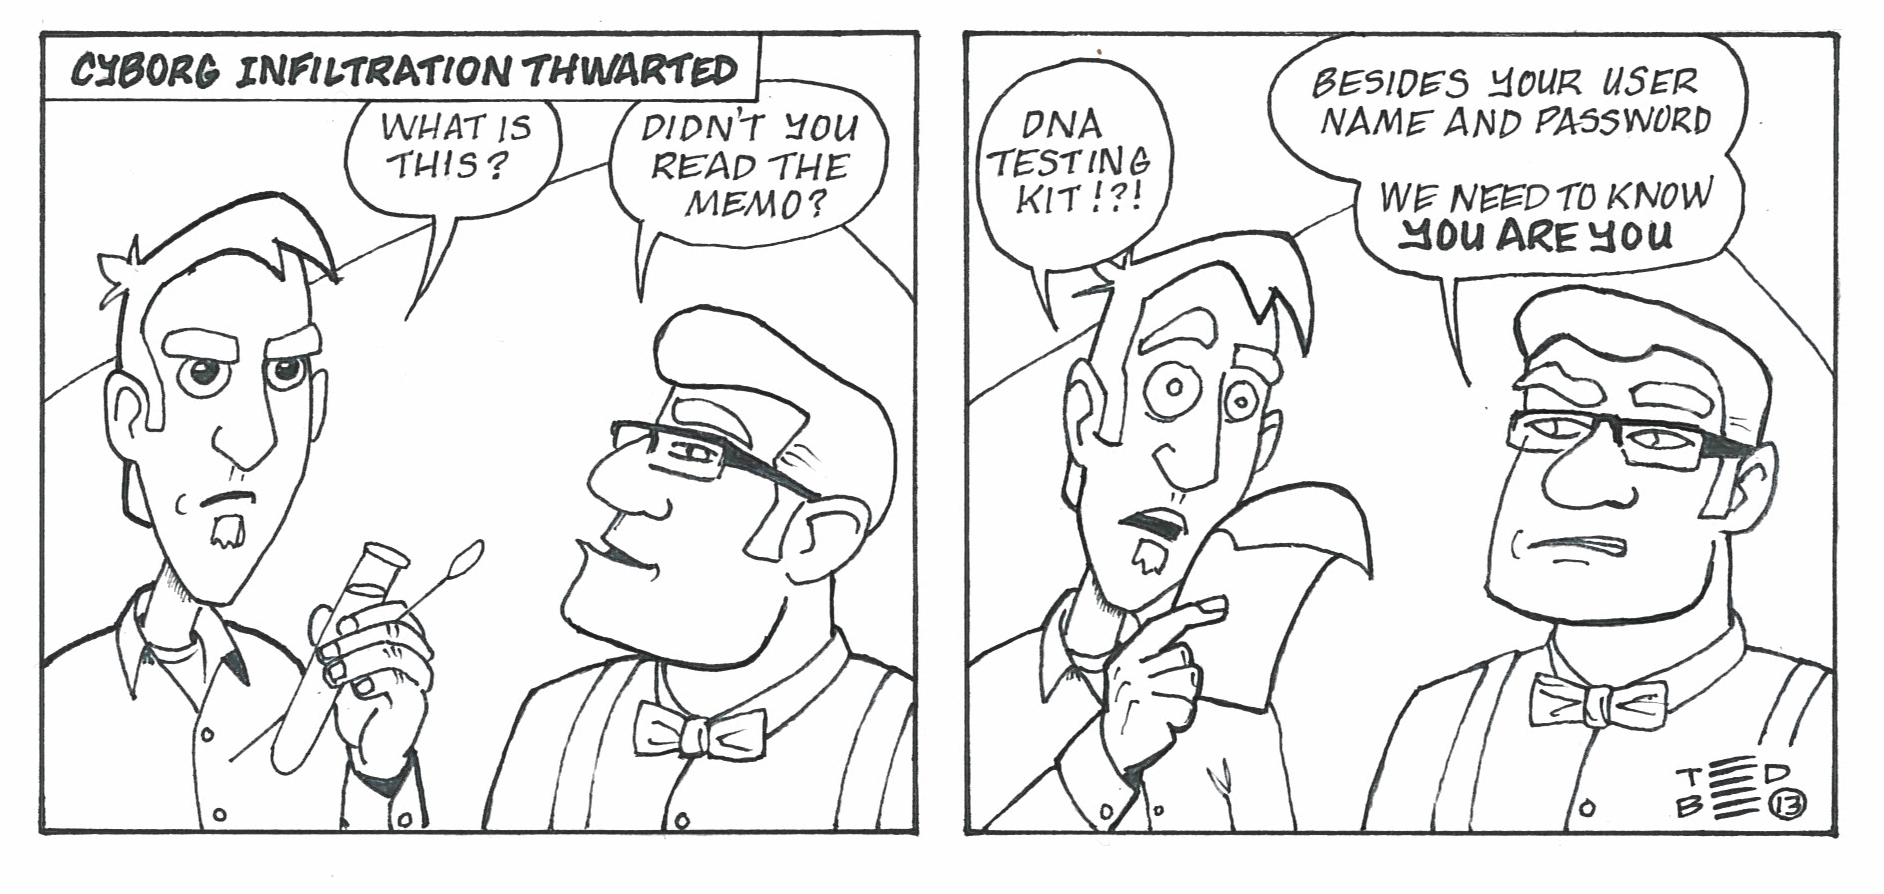 CYBORG INFILTRATION THWARTED
WHAT IS
THIS?
DIDN'T YOU
READ THE
MEMO?
DNA
TESTING
KIT!?!
BESIDES YOUR USER
NAME AND PASSWORD
WE NEED TO KNOW
YOU ARE YOU
TED
BE 13